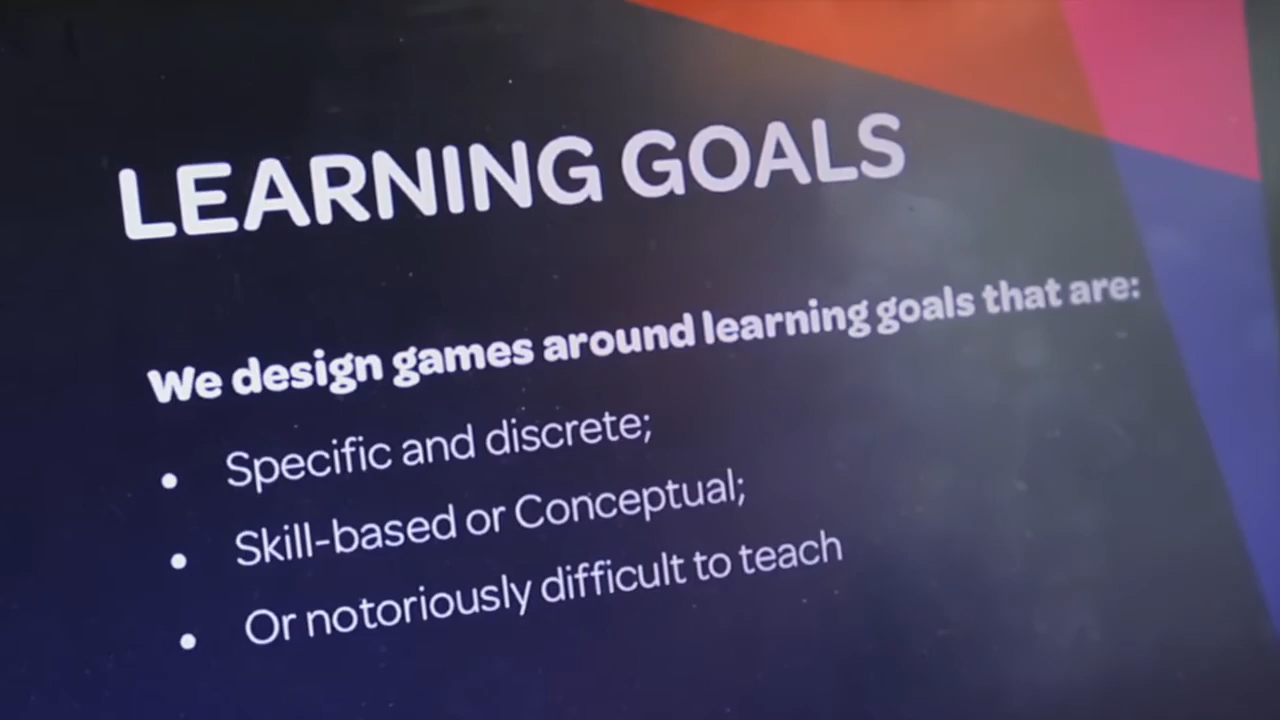 LEARNING GOALS
We design games around learning goals that are:
• Specific and discrete;
• Skill-based or Conceptual;
• Or notoriously difficult to teach